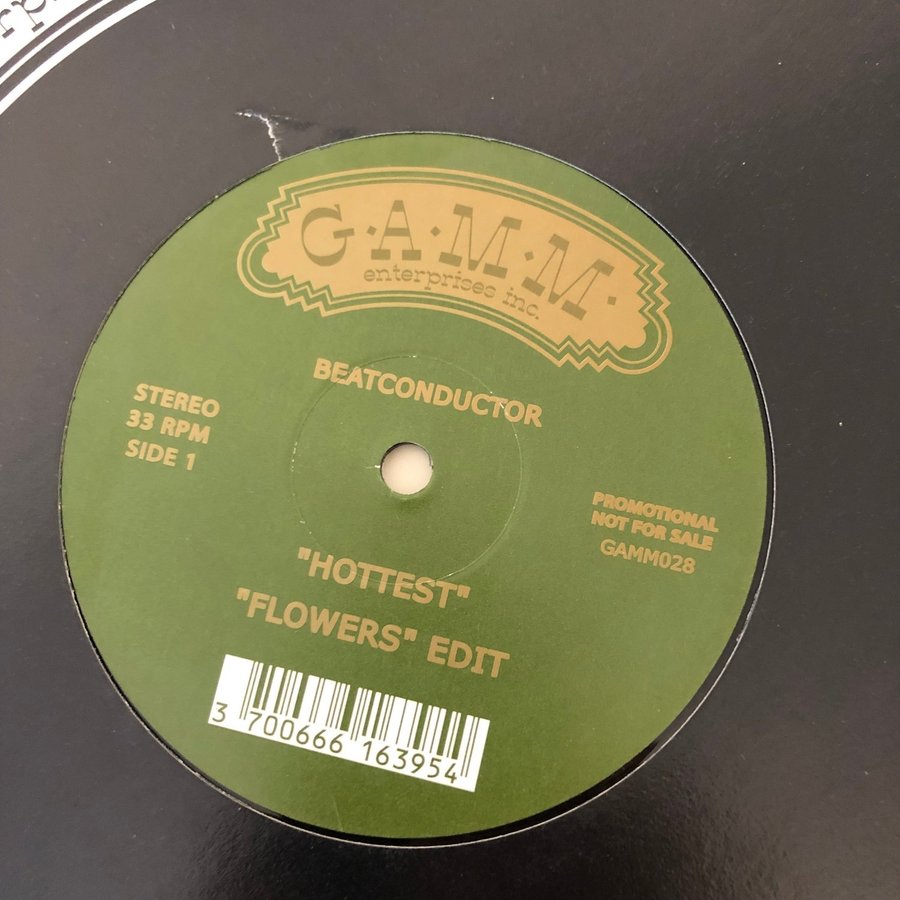 G·A·M·M·
enterprises inc.
BEATCONDUCTOR
STEREO
33 RPM
SIDE 1
PROMOTIONAL
NOT FOR SALE
GAMM028
"HOTTEST"
"FLOWERS" EDIT
3 700666 163954